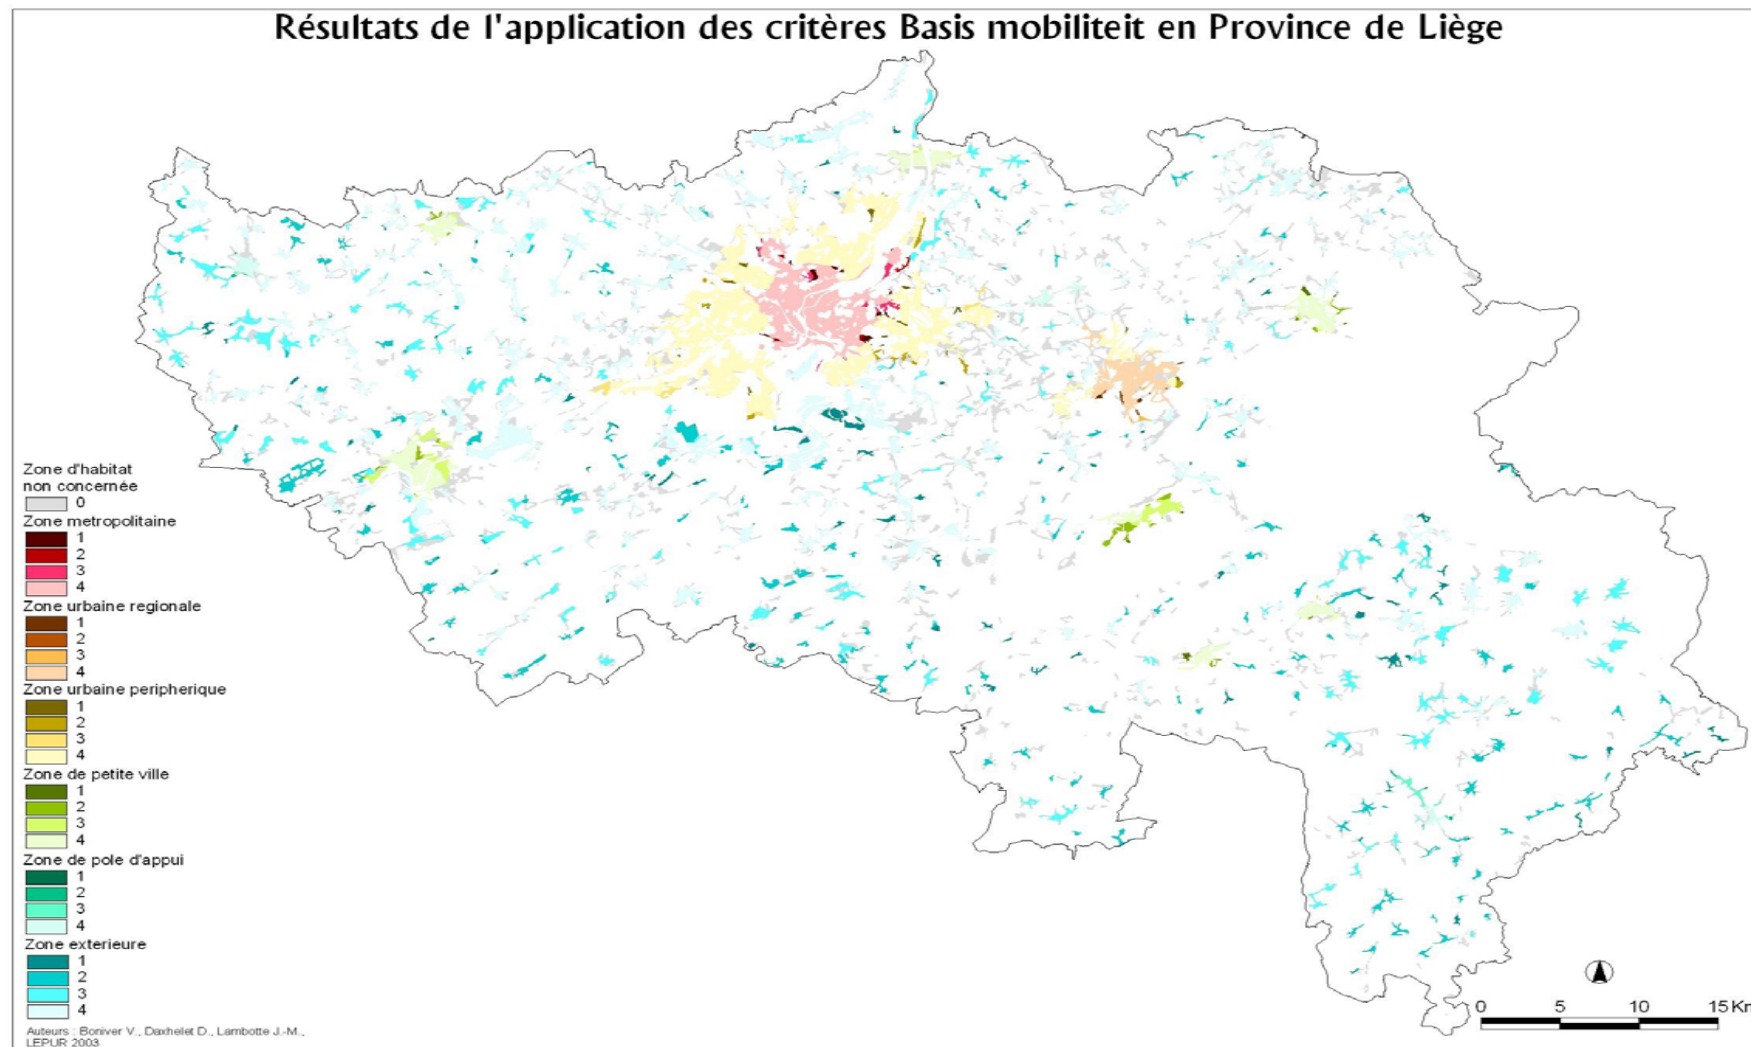 Résultats de l'application des critères Basis mobiliteit en Province de Liège
Zone d'habitat
non concernée
0
Zone metropolitaine
1
2
3
4
Zone urbaine regionale
1
2
3
4
Zone urbaine peripherique
1
2
3
4
Zone de petite ville
1
2
3
4
Zone de pole d'appui
1
2
3
4
Zone exterieure
1
2
3
4
Auteurs : Boniver V., Daxhelet D., Lambotte J.-M.,
LEPUR 2003
0 5 10 15 Km